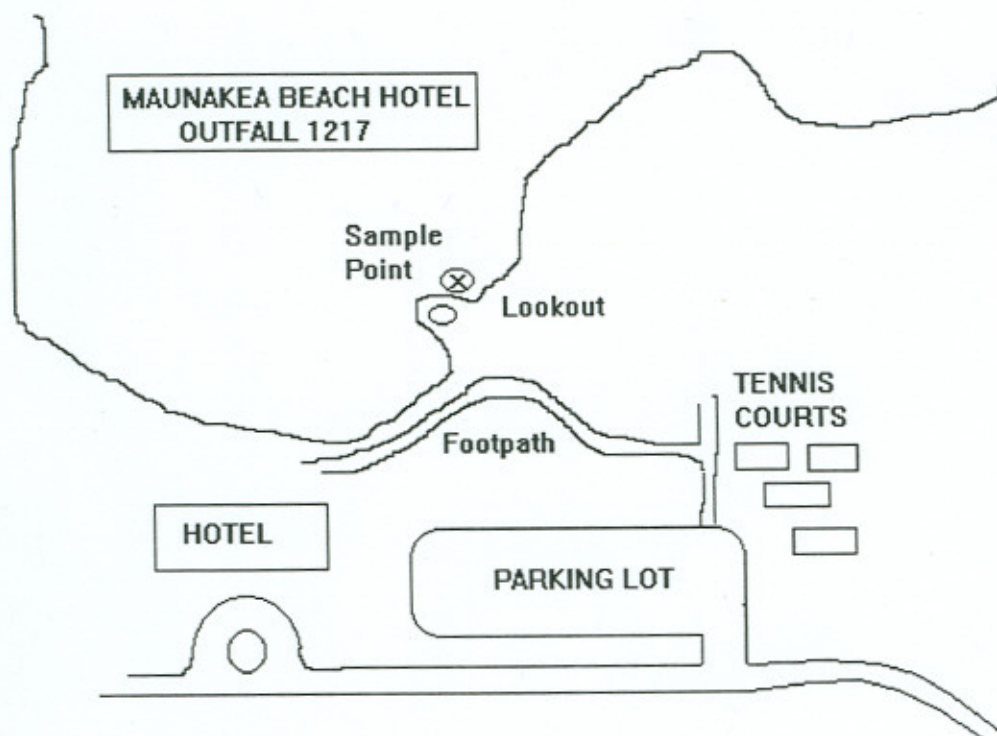 MAUNAKEA BEACH HOTEL
OUTFALL 1217
Sample
Point
Lookout
TENNIS
COURTS
Footpath
HOTEL
PARKING LOT